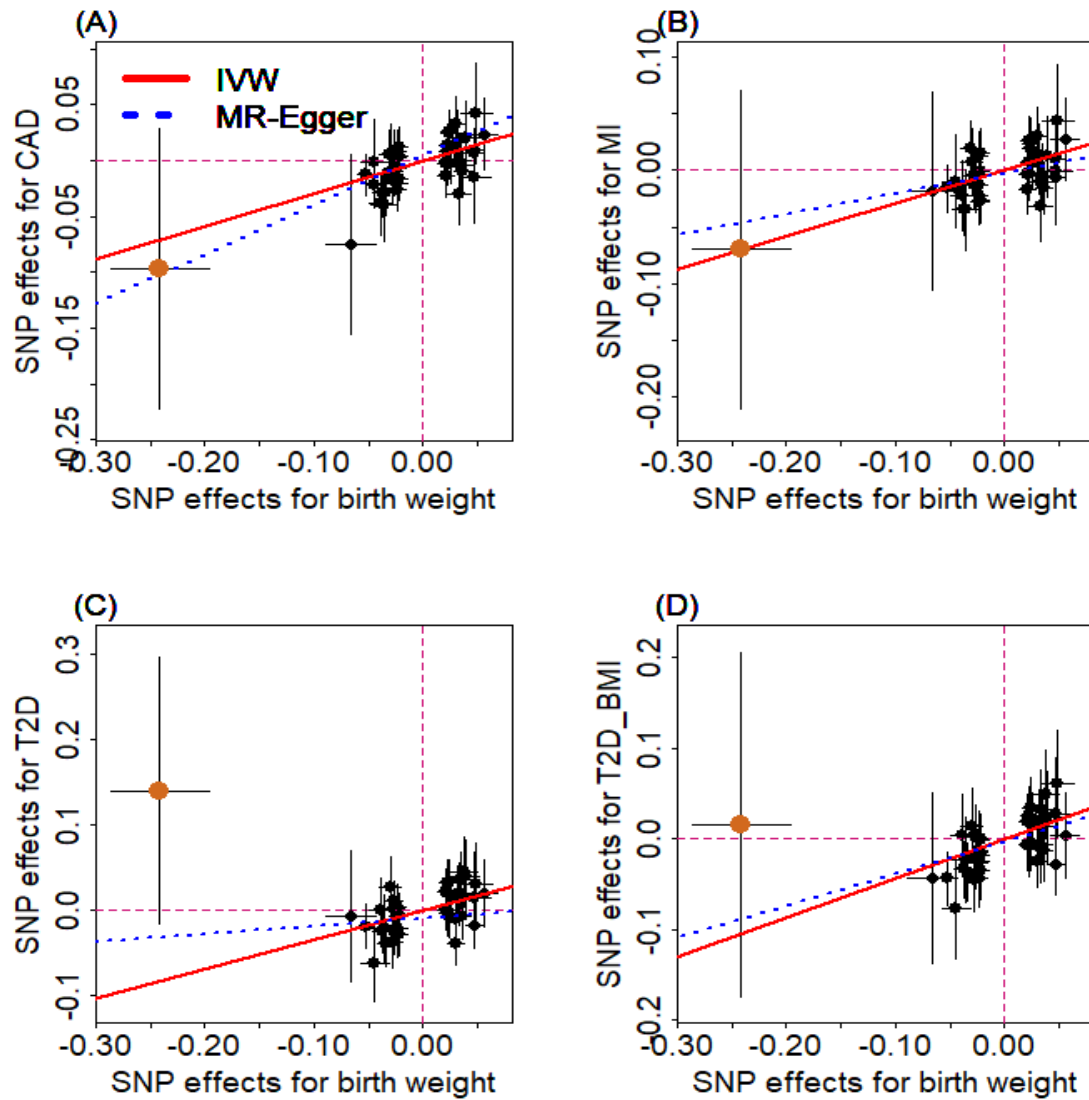 (A)
SNP effects for CAD
0.05
-0.05
-0.15
-0.25
IVW
MR-Egger
-0.30 -0.20 -0.10 0.00
SNP effects for birth weight
(B)
SNP effects for MI
0.10
0.00
-0.10
-0.20
-0.30 -0.20 -0.10 0.00
SNP effects for birth weight
(C)
SNP effects for T2D
0.3
0.2
0.1
0.0
-0.1
-0.30 -0.20 -0.10 0.00
SNP effects for birth weight
(D)
SNP effects for T2D_BMI
0.2
0.1
0.0
-0.1
-0.2
-0.30 -0.20 -0.10 0.00
SNP effects for birth weight